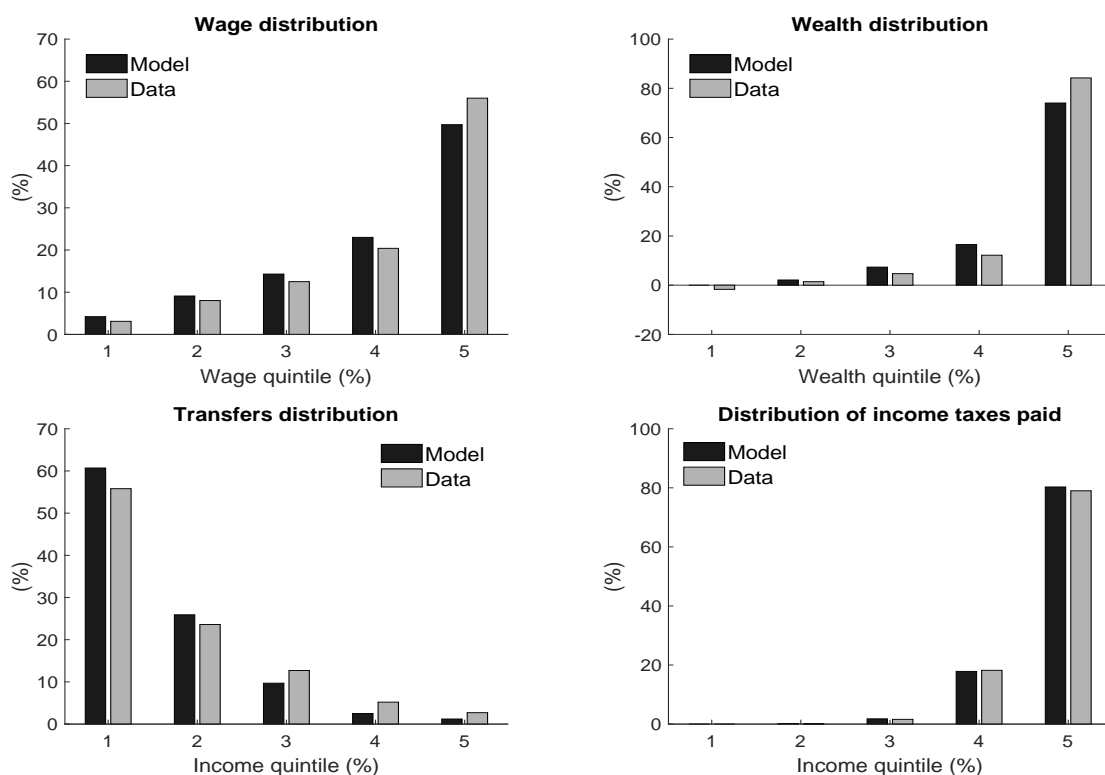 Wage distribution
70
60
50
40
30
20
10
0
(%)
Model
Data
1 2 3 4 5
Wage quintile (%)
Wealth distribution
100
80
60
40
20
0
-20
(%)
Model
Data
1 2 3 4 5
Wealth quintile (%)
Transfers distribution
70
60
50
40
30
20
10
0
(%)
Model
Data
1 2 3 4 5
Income quintile (%)
Distribution of income taxes paid
100
80
60
40
20
0
(%)
Model
Data
1 2 3 4 5
Income quintile (%)